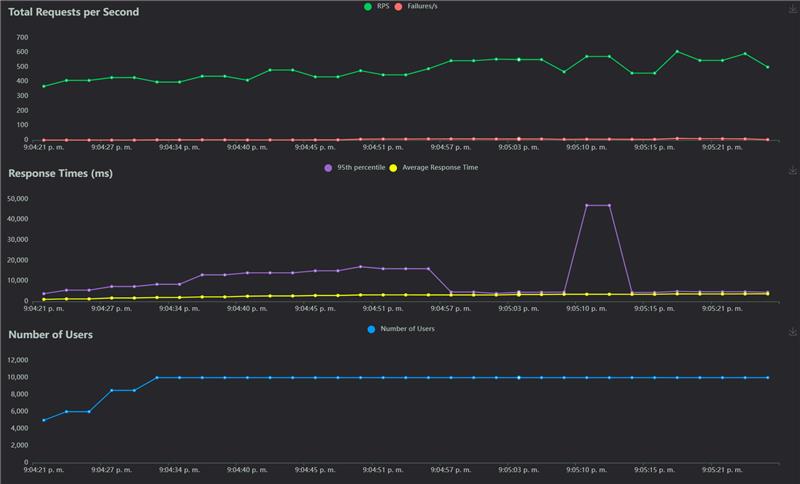 Total Requests per Second
RPS Failures/s
700
600
500
400
300
200
100
0
9:04:21 p. m. 9:04:27 p. m. 9:04:34 p. m. 9:04:40 p. m. 9:04:45 p. m. 9:04:51 p. m. 9:04:57 p. m. 9:05:03 p. m. 9:05:10 p. m. 9:05:15 p. m. 9:05:21 p. m.
Response Times (ms)
95th percentile Average Response Time
50,000
40,000
30,000
20,000
10,000
0
9:04:21 p. m. 9:04:27 p. m. 9:04:34 p. m. 9:04:40 p. m. 9:04:45 p. m. 9:04:51 p. m. 9:04:57 p. m. 9:05:03 p. m. 9:05:10 p. m. 9:05:15 p. m. 9:05:21 p. m.
Number of Users
Number of Users
12,000
10,000
8,000
6,000
4,000
2,000
0
9:04:21 p. m. 9:04:27 p. m. 9:04:34 p. m. 9:04:40 p. m. 9:04:45 p. m. 9:04:51 p. m. 9:04:57 p. m. 9:05:03 p. m. 9:05:10 p. m. 9:05:15 p. m. 9:05:21 p. m.